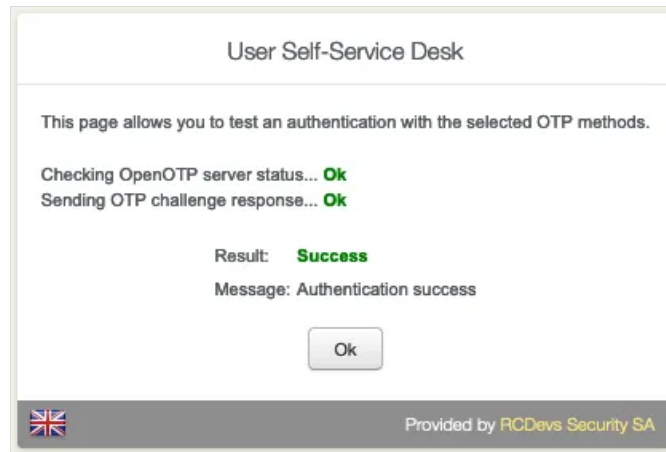 User Self-Service Desk
This page allows you to test an authentication with the selected OTP methods.
Checking OpenOTP server status... Ok
Sending OTP challenge response... Ok
Result: Success
Message: Authentication success
Ok
Provided by RCDevs Security SA